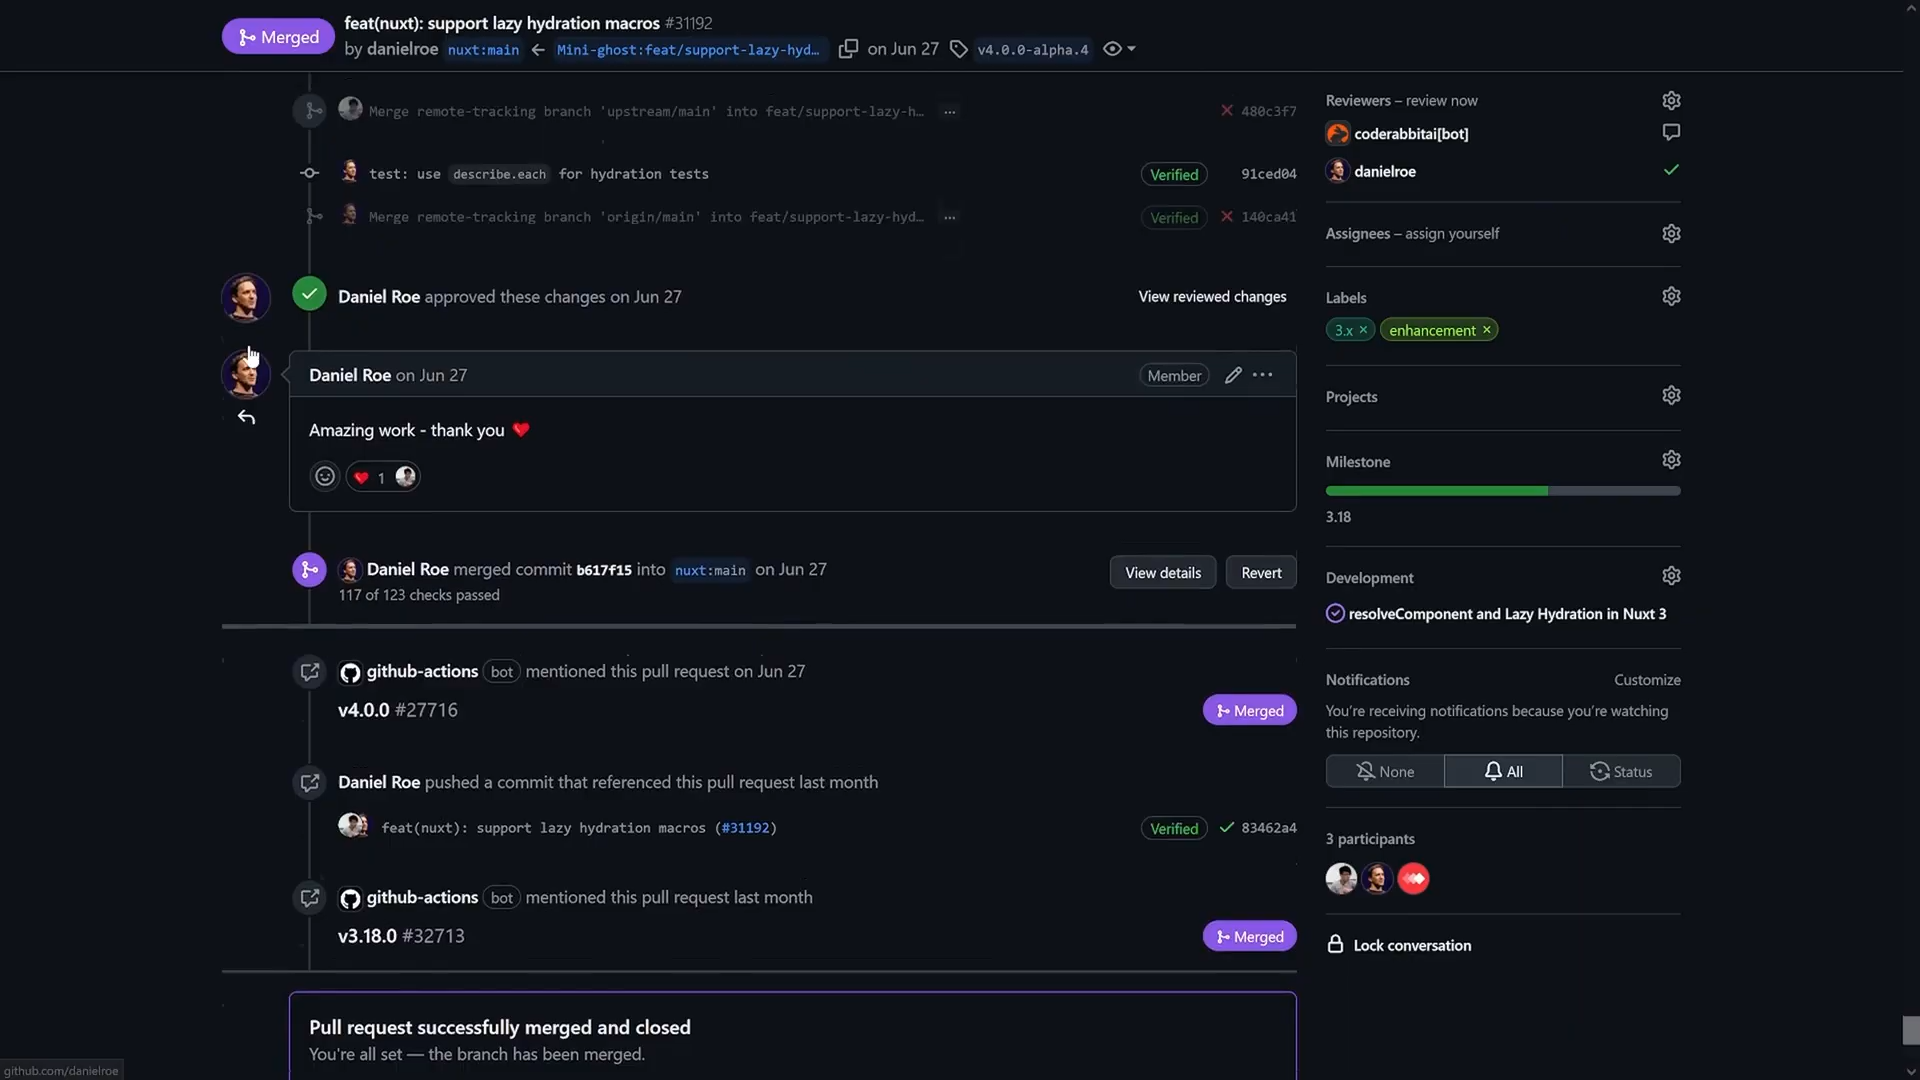 Merged
feat(nuxt): support lazy hydration macros #31192
by danielroe nuxt:main ← Mini-ghost:feat/support-lazy-hyd… on Jun 27 v4.0.0-alpha.4
Merge remote-tracking branch 'upstream/main' into feat/support-lazy-h… … 480c3f7
test: use describe.each for hydration tests Verified 91ced04
Merge remote-tracking branch 'origin/main' into feat/support-lazy-hyd… … Verified 140ca41
Daniel Roe approved these changes on Jun 27 View reviewed changes
Daniel Roe on Jun 27 Member
Amazing work - thank you ❤️
❤️ 1
Daniel Roe merged commit b617f15 into nuxt:main on Jun 27 View details Revert
117 of 123 checks passed
github-actions bot mentioned this pull request on Jun 27
v4.0.0 #27716 Merged
Daniel Roe pushed a commit that referenced this pull request last month
feat(nuxt): support lazy hydration macros (#31192) Verified 83462a4
github-actions bot mentioned this pull request last month
v3.18.0 #32713 Merged
Pull request successfully merged and closed
You're all set — the branch has been merged.
Reviewers – review now
coderabbitai[bot]
danielroe
Assignees – assign yourself
Labels
3.x × enhancement ×
Projects
Milestone
3.18
Development
resolveComponent and Lazy Hydration in Nuxt 3
Notifications Customize
You're receiving notifications because you're watching
this repository.
None All Status
3 participants
Lock conversation
github.com/danielroe